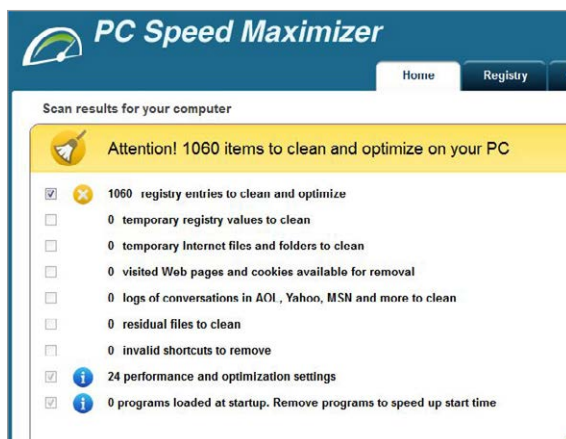 PC Speed Maximizer
Home Registry
Scan results for your computer
Attention! 1060 items to clean and optimize on your PC
1060 registry entries to clean and optimize
0 temporary registry values to clean
0 temporary Internet files and folders to clean
0 visited Web pages and cookies available for removal
0 logs of conversations in AOL, Yahoo, MSN and more to clean
0 residual files to clean
0 invalid shortcuts to remove
24 performance and optimization settings
0 programs loaded at startup. Remove programs to speed up start time